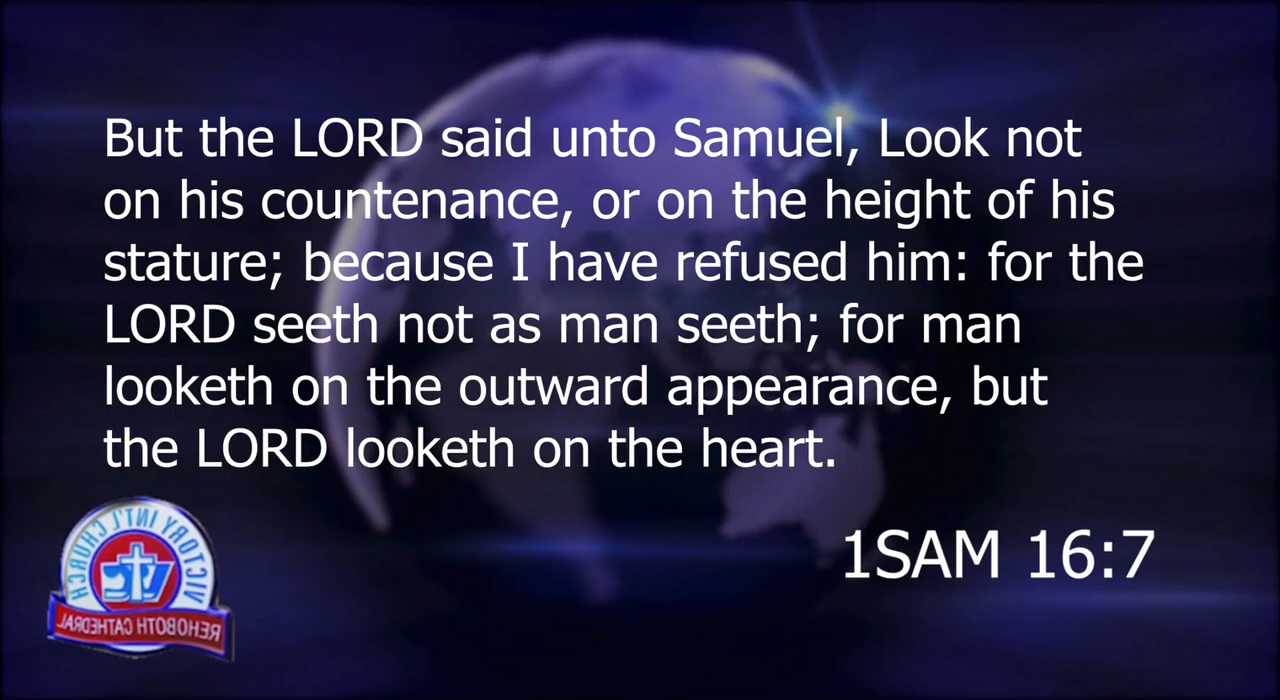 But the LORD said unto Samuel, Look not
on his countenance, or on the height of his
stature; because I have refused him: for the
LORD seeth not as man seeth; for man
looketh on the outward appearance, but
the LORD looketh on the heart.
1SAM 16:7
VICTORY INT'L CHURCH
REHOBOTH CATHEDRAL